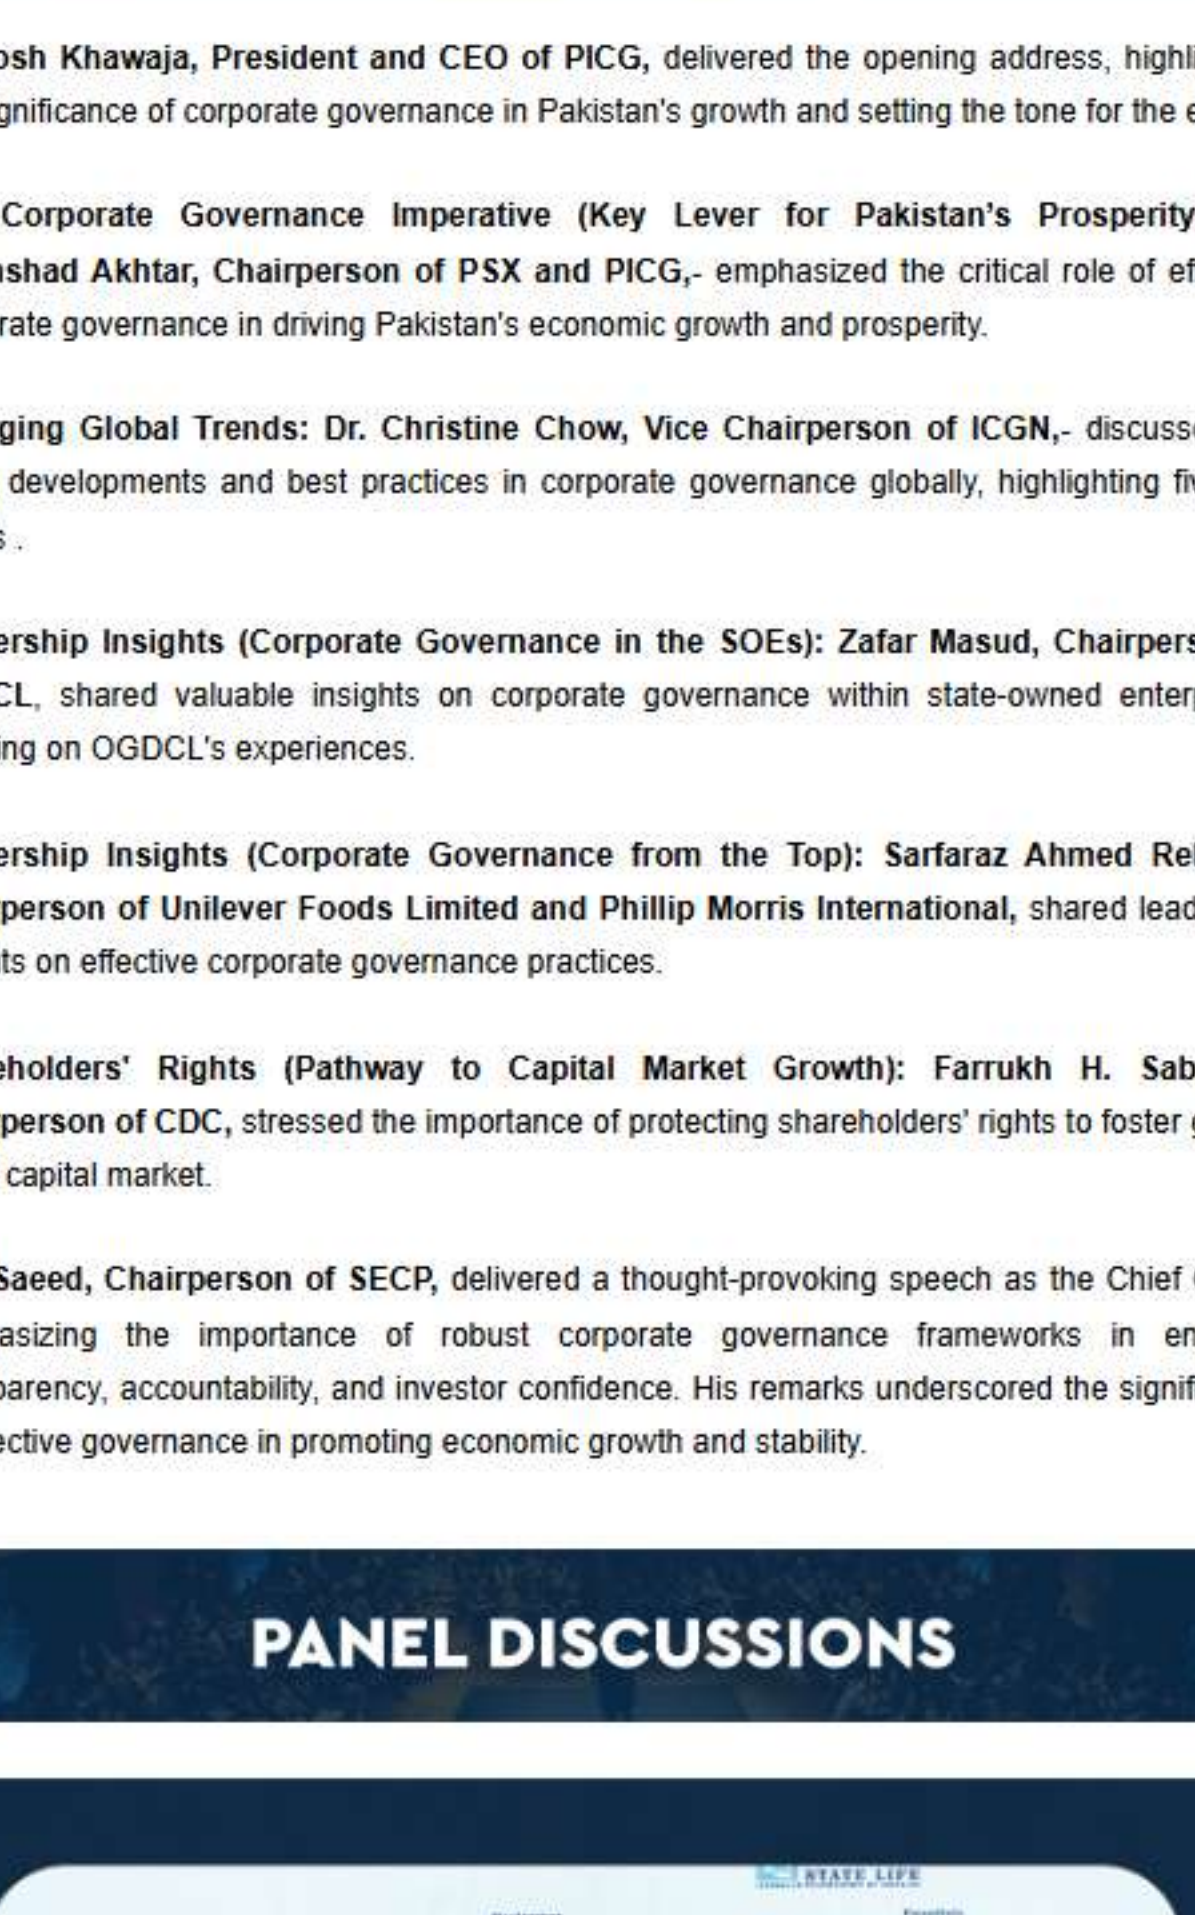 osh Khawaja, President and CEO of PICG, delivered the opening address, highli
gnificance of corporate governance in Pakistan's growth and setting the tone for the e
Corporate Governance Imperative (Key Lever for Pakistan’s Prosperity
shad Akhtar, Chairperson of PSX and PICG,- emphasized the critical role of ef
rate governance in driving Pakistan's economic growth and prosperity.
ging Global Trends: Dr. Christine Chow, Vice Chairperson of ICGN,- discusse
developments and best practices in corporate governance globally, highlighting fiv
s .
ership Insights (Corporate Governance in the SOEs): Zafar Masud, Chairpers
CL, shared valuable insights on corporate governance within state-owned enterp
ing on OGDCL's experiences.
ership Insights (Corporate Governance from the Top): Sarfaraz Ahmed Reh
person of Unilever Foods Limited and Phillip Morris International, shared lead
ts on effective corporate governance practices.
eholders' Rights (Pathway to Capital Market Growth): Farrukh H. Sab
person of CDC, stressed the importance of protecting shareholders' rights to foster g
capital market.
Saeed, Chairperson of SECP, delivered a thought-provoking speech as the Chief
asizing the importance of robust corporate governance frameworks in en
parency, accountability, and investor confidence. His remarks underscored the signif
ective governance in promoting economic growth and stability.
PANEL DISCUSSIONS
STATE LIFE